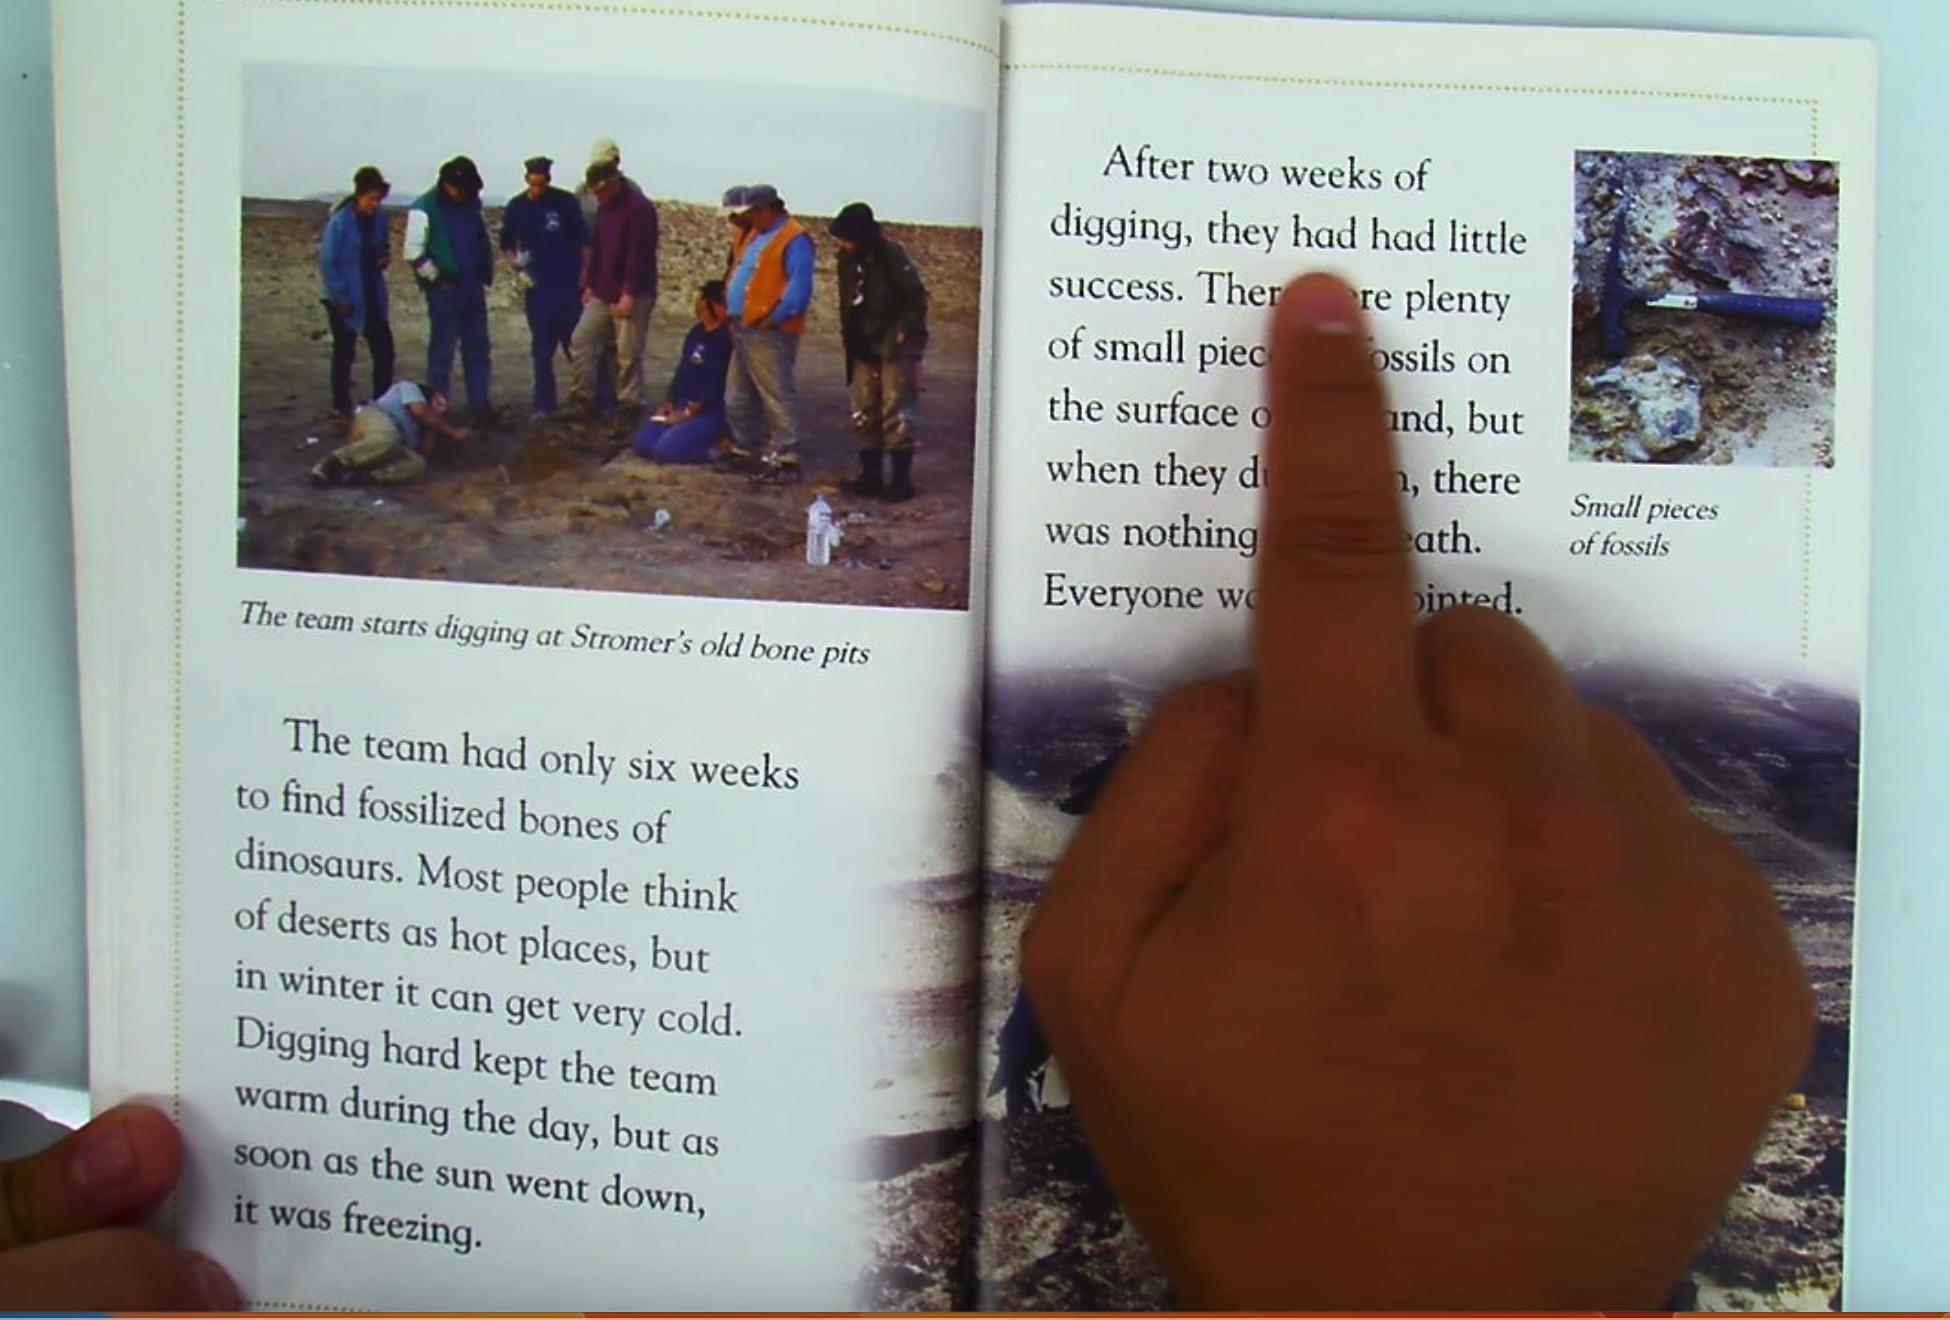 The team starts digging at Stromer's old bone pits
The team had only six weeks
to find fossilized bones of
dinosaurs. Most people think
of deserts as hot places, but
in winter it can get very cold.
Digging hard kept the team
warm during the day, but as
soon as the sun went down,
it was freezing.
After two weeks of
digging, they had had little
success. plenty
of small on
the surface but
when they there
was nothing
Everyone
Small pieces
of fossils